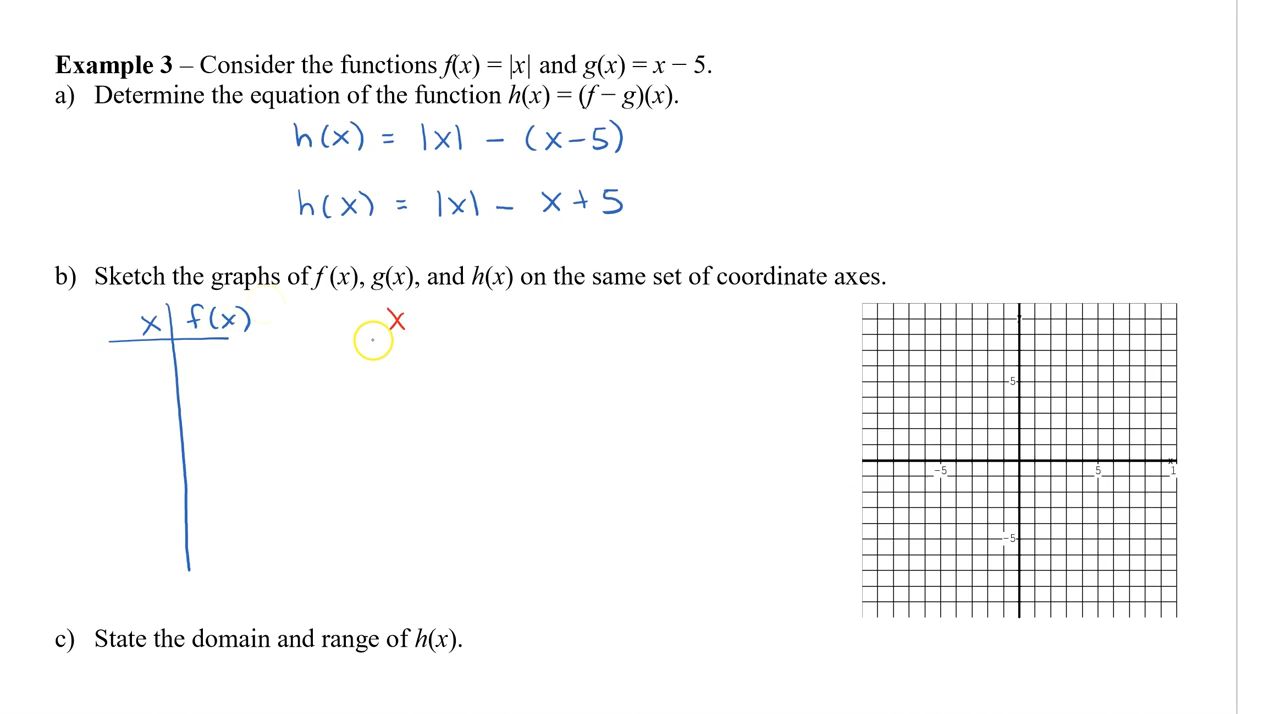 Example 3 – Consider the functions f(x) = |x| and g(x) = x − 5.
a) Determine the equation of the function h(x) = (f − g)(x).
h(x) = |x| - (x-5)
h(x) = |x| - x + 5
b) Sketch the graphs of f (x), g(x), and h(x) on the same set of coordinate axes.
x f(x)
x
5
-5 5 1
-5
c) State the domain and range of h(x).